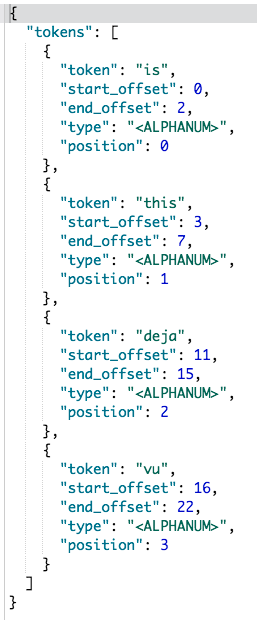 {
  "tokens": [
    {
      "token": "is",
      "start_offset": 0,
      "end_offset": 2,
      "type": "<ALPHANUM>",
      "position": 0
    },
    {
      "token": "this",
      "start_offset": 3,
      "end_offset": 7,
      "type": "<ALPHANUM>",
      "position": 1
    },
    {
      "token": "deja",
      "start_offset": 11,
      "end_offset": 15,
      "type": "<ALPHANUM>",
      "position": 2
    },
    {
      "token": "vu",
      "start_offset": 16,
      "end_offset": 22,
      "type": "<ALPHANUM>",
      "position": 3
    }
  ]
}